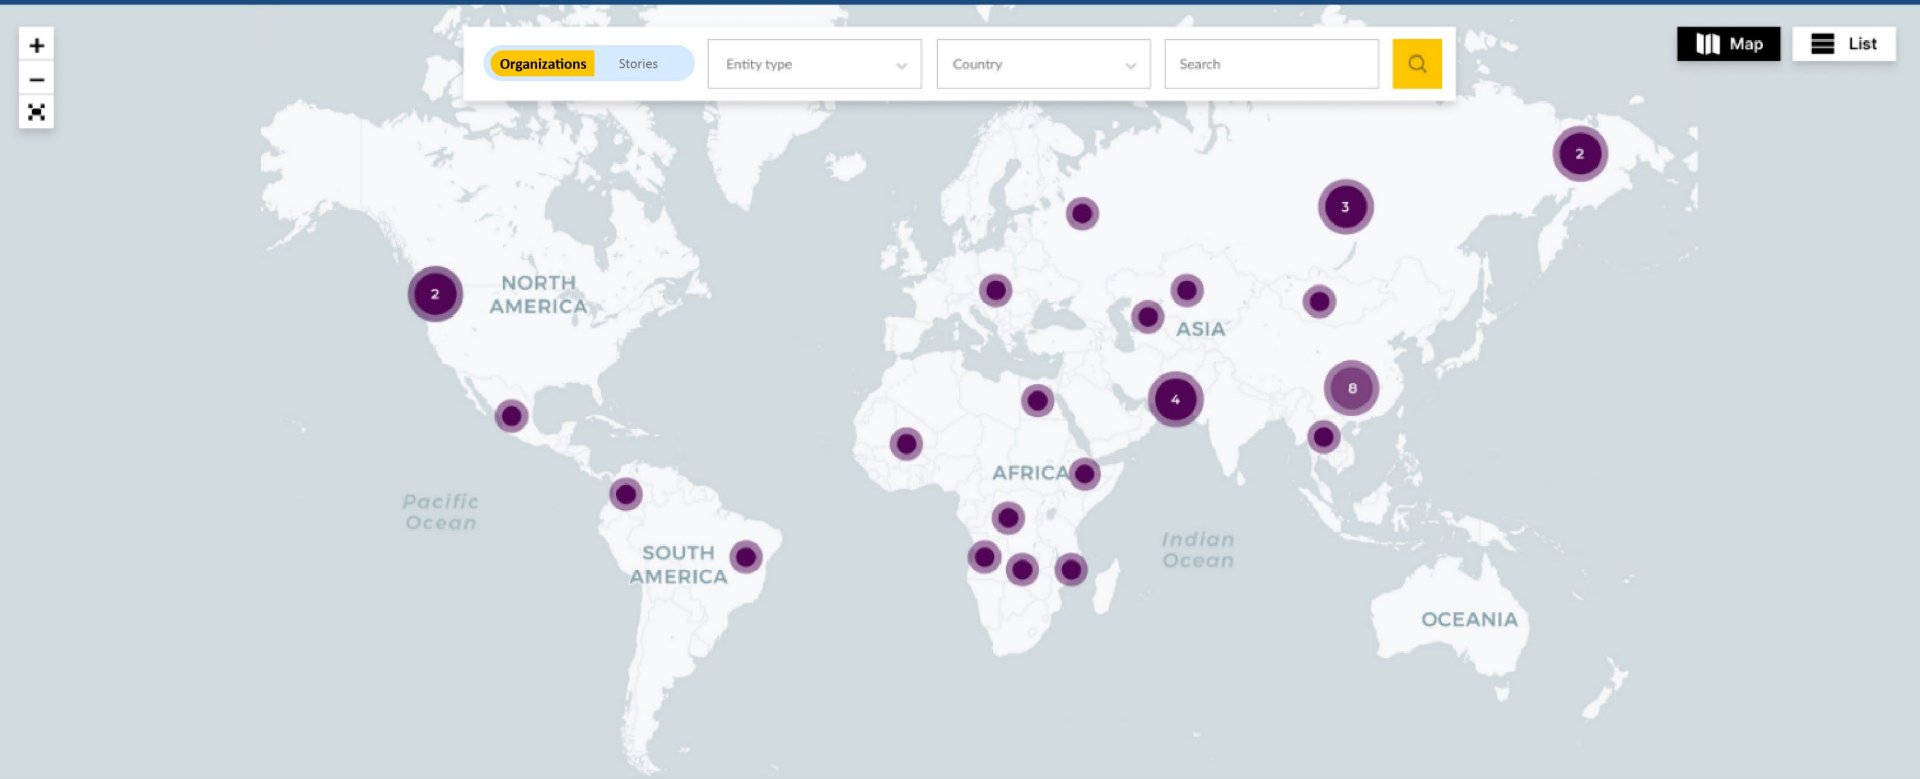 +
Organizations
Stories
Entity type
Country
Search
Map
List
−
2
3
2
NORTH
AMERICA
ASIA
8
4
AFRICA
Pacific
Ocean
Indian
Ocean
SOUTH
AMERICA
OCEANIA